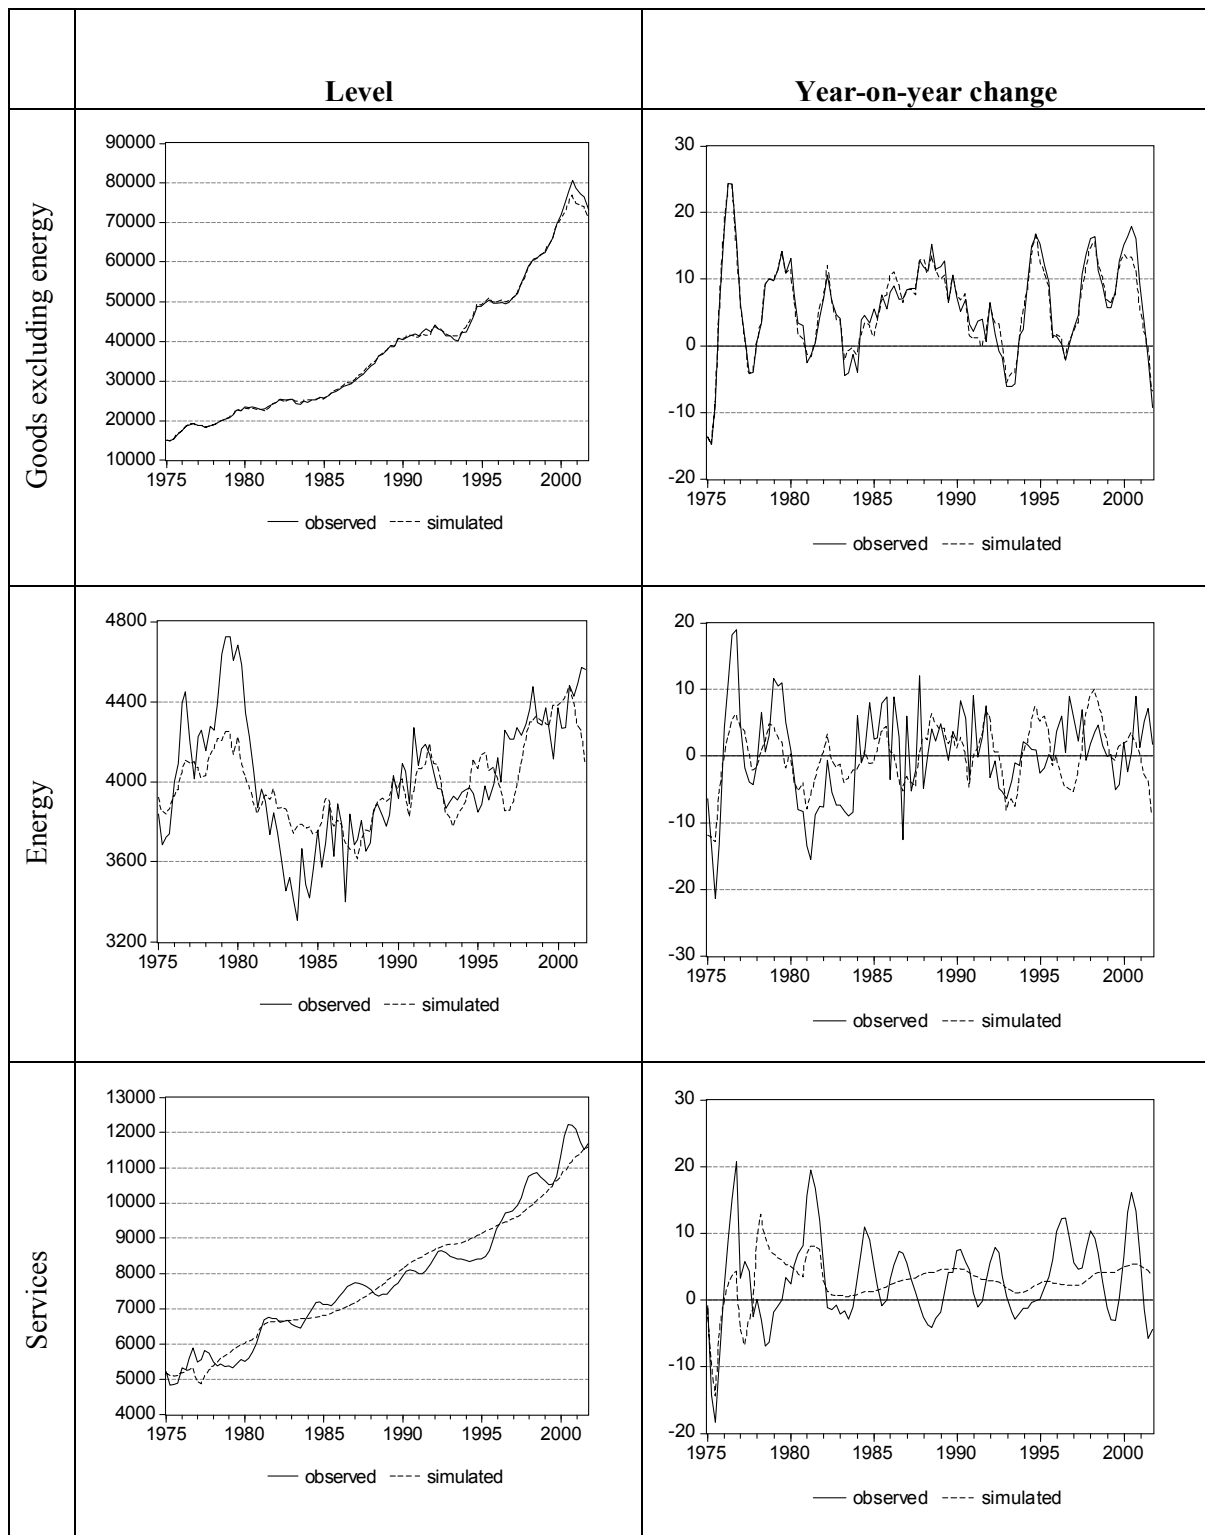 Level
Year-on-year change
Goods excluding energy
90000
80000
70000
60000
50000
40000
30000
20000
10000
1975 1980 1985 1990 1995 2000
observed simulated
30
20
10
0
-10
-20
1975 1980 1985 1990 1995 2000
observed simulated
Energy
4800
4400
4000
3600
3200
1975 1980 1985 1990 1995 2000
observed simulated
20
10
0
-10
-20
-30
1975 1980 1985 1990 1995 2000
observed simulated
Services
13000
12000
11000
10000
9000
8000
7000
6000
5000
4000
1975 1980 1985 1990 1995 2000
observed simulated
30
20
10
0
-10
-20
1975 1980 1985 1990 1995 2000
observed simulated